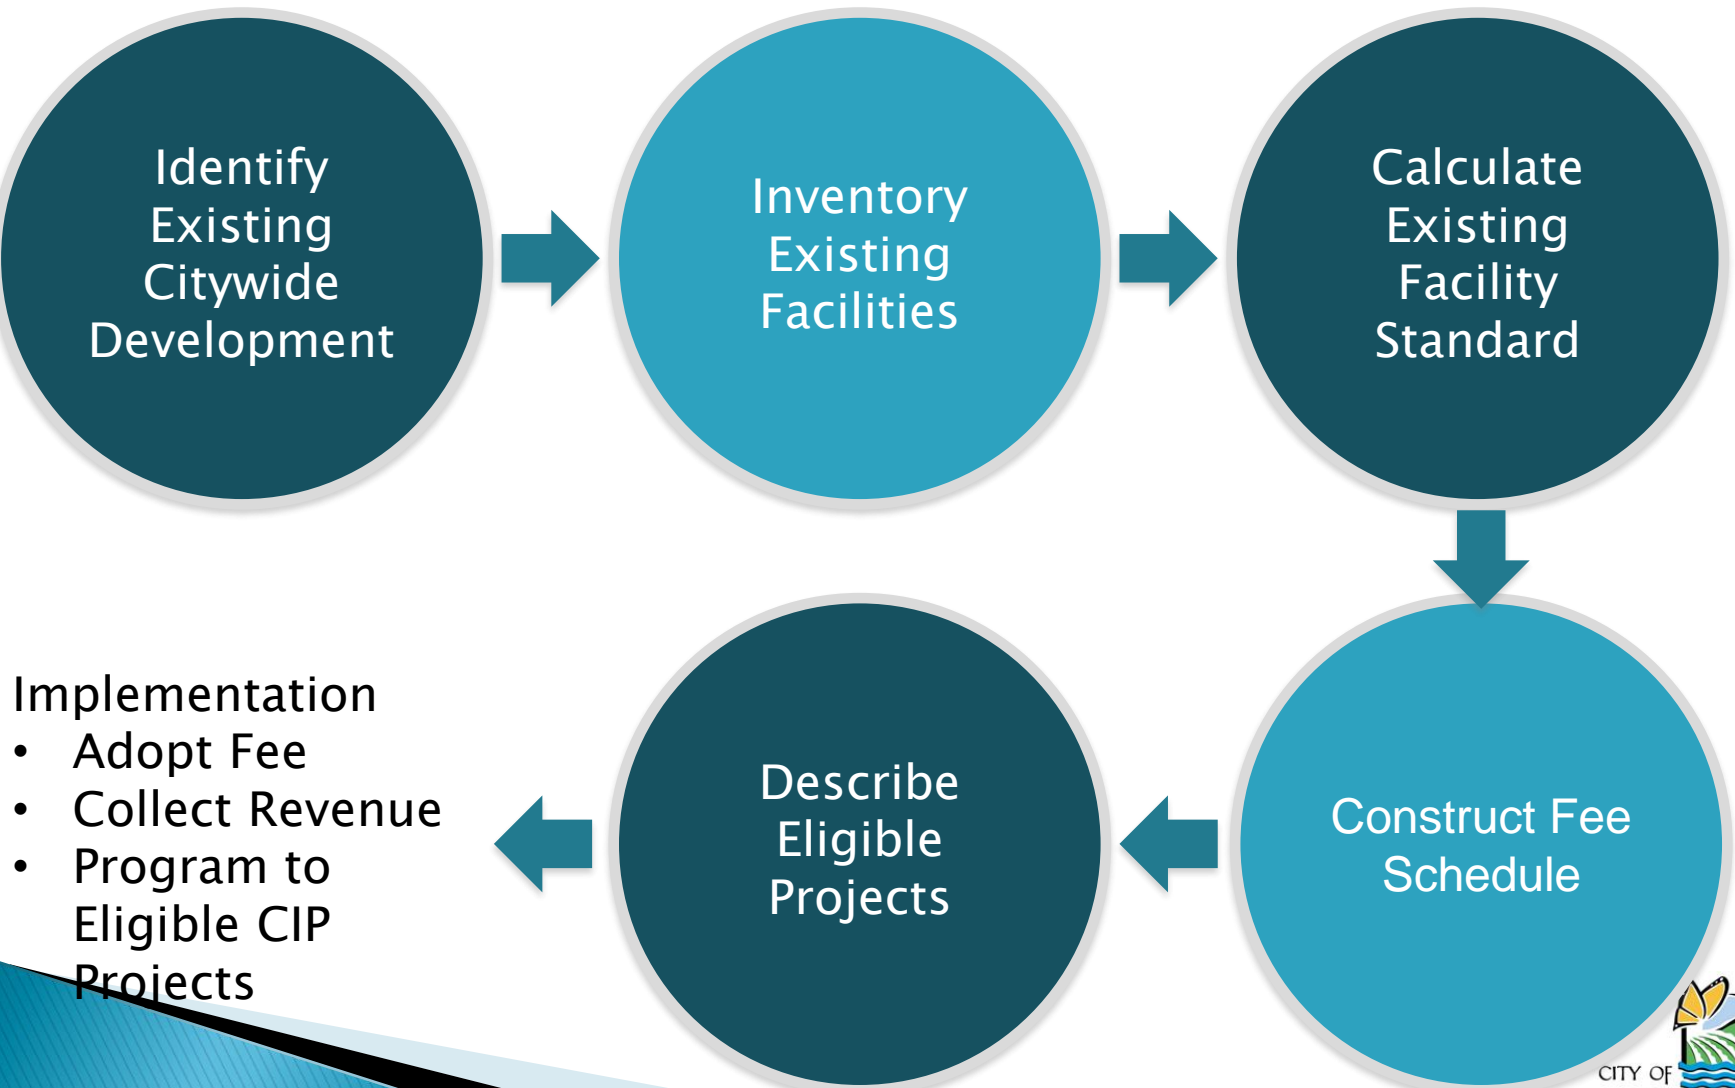 Identify
Existing
Citywide
Development
Inventory
Existing
Facilities
Calculate
Existing
Facility
Standard
Construct Fee
Schedule
Describe
Eligible
Projects
Implementation
• Adopt Fee
• Collect Revenue
• Program to
Eligible CIP
Projects
CITY OF